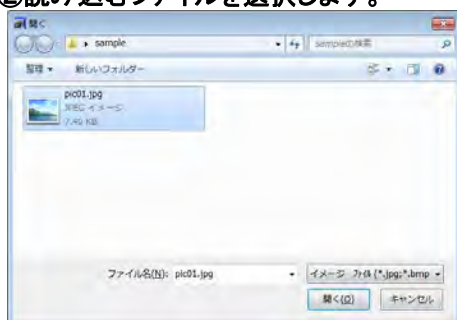 ②読み込むファイルを選択します。
開く
sample
sampleの検索
整理 ▼ 新しいフォルダー
pic01.jpg
JPEG イメージ
7.40 KB
ファイル名(N): pic01.jpg
イメージ ファイル (*.jpg;*.bmp
開く(O) キャンセル